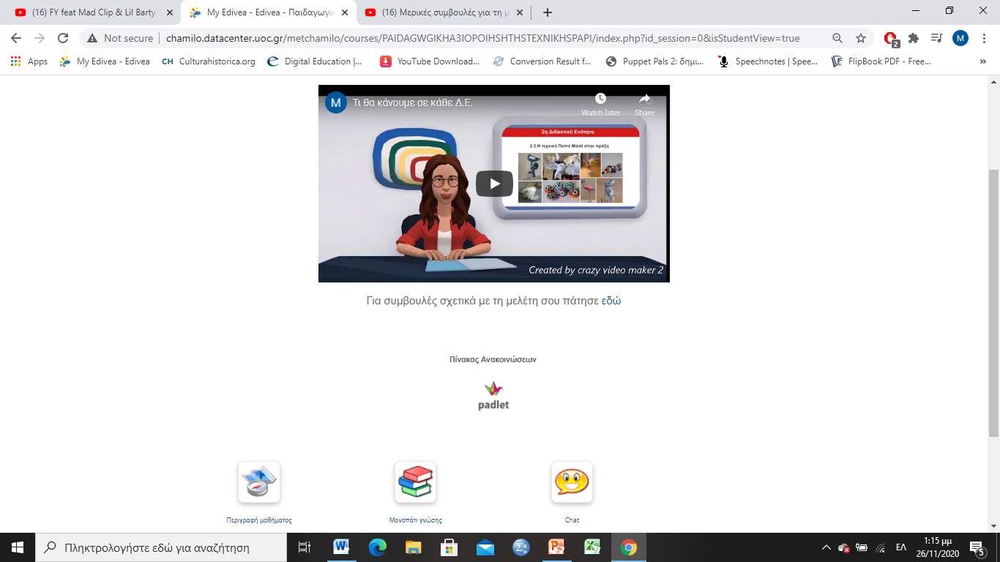 (16) FY feat Mad Clip & Lil Barty -
My Edivea - Edivea - Παιδαγωγικ
(16) Μερικές συμβουλές για τη μ
Not secure
chamilo.datacenter.uoc.gr/metchamilo/courses/PAIDAGWGIKHA3IOPOIHSHTHSTEXNIKHSPAPI/index.php?id_session=0&isStudentView=true
2
M
Apps
My Edivea - Edivea
CH Culturahistorica.org
Digital Education |...
YouTube Download...
Conversion Result f...
Puppet Pals 2: δημι...
Speechnotes | Spee...
FlipBook PDF - Free...
»
M
Τι θα κάνουμε σε κάθε Δ.Ε.
Watch later
Share
2η Διδακτική Ενότητα
2.2.Η τεχνική Παπιέ Μασέ στην πράξη
Created by crazy video maker 2
Για συμβουλές σχετικά με τη μελέτη σου πάτησε εδώ
Πίνακας Ανακοινώσεων
padlet
Περιγραφή μαθήματος
Μονοπάτι γνώσης
Chat
Πληκτρολογήστε εδώ για αναζήτηση
ΕΛ
1:15 μμ
26/11/2020
5